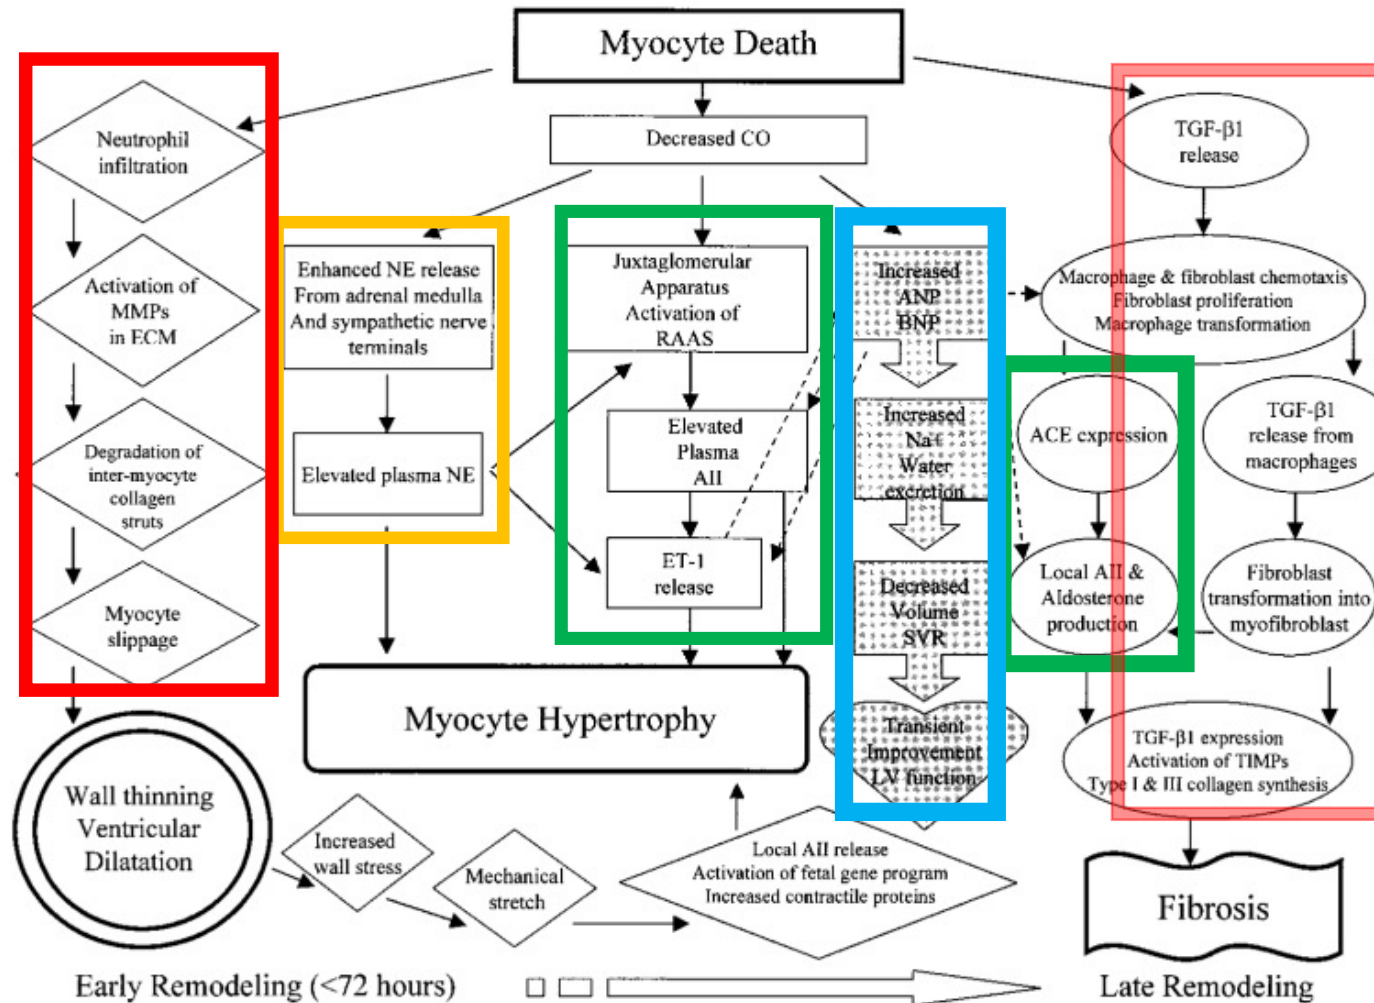 Myocyte Death
Decreased CO
Neutrophil
infiltration
Activation of
MMPs
in ECM
Degradation of
inter-myocyte
collagen
struts
Myocyte
slippage
Wall thinning
Ventricular
Dilatation
Enhanced NE release
From adrenal medulla
And sympathetic nerve
terminals
Elevated plasma NE
Juxtaglomerular
Apparatus
Activation of
RAAS
Elevated
Plasma
AII
ET-1
release
Increased
ANP
BNP
Increased
Na+
Water
excretion
Decreased
Volume
SVR
Transient
Improvement
LV function
TGF-β1
release
Macrophage & fibroblast chemotaxis
Fibroblast proliferation
Macrophage transformation
ACE expression
TGF-β1
release from
macrophages
Local AII &
Aldosterone
production
Fibroblast
transformation into
myofibroblast
TGF-β1 expression
Activation of TIMPs
Type I & III collagen synthesis
Fibrosis
Myocyte Hypertrophy
Increased
wall stress
Mechanical
stretch
Local AII release
Activation of fetal gene program
Increased contractile proteins
Early Remodeling (<72 hours)
Late Remodeling